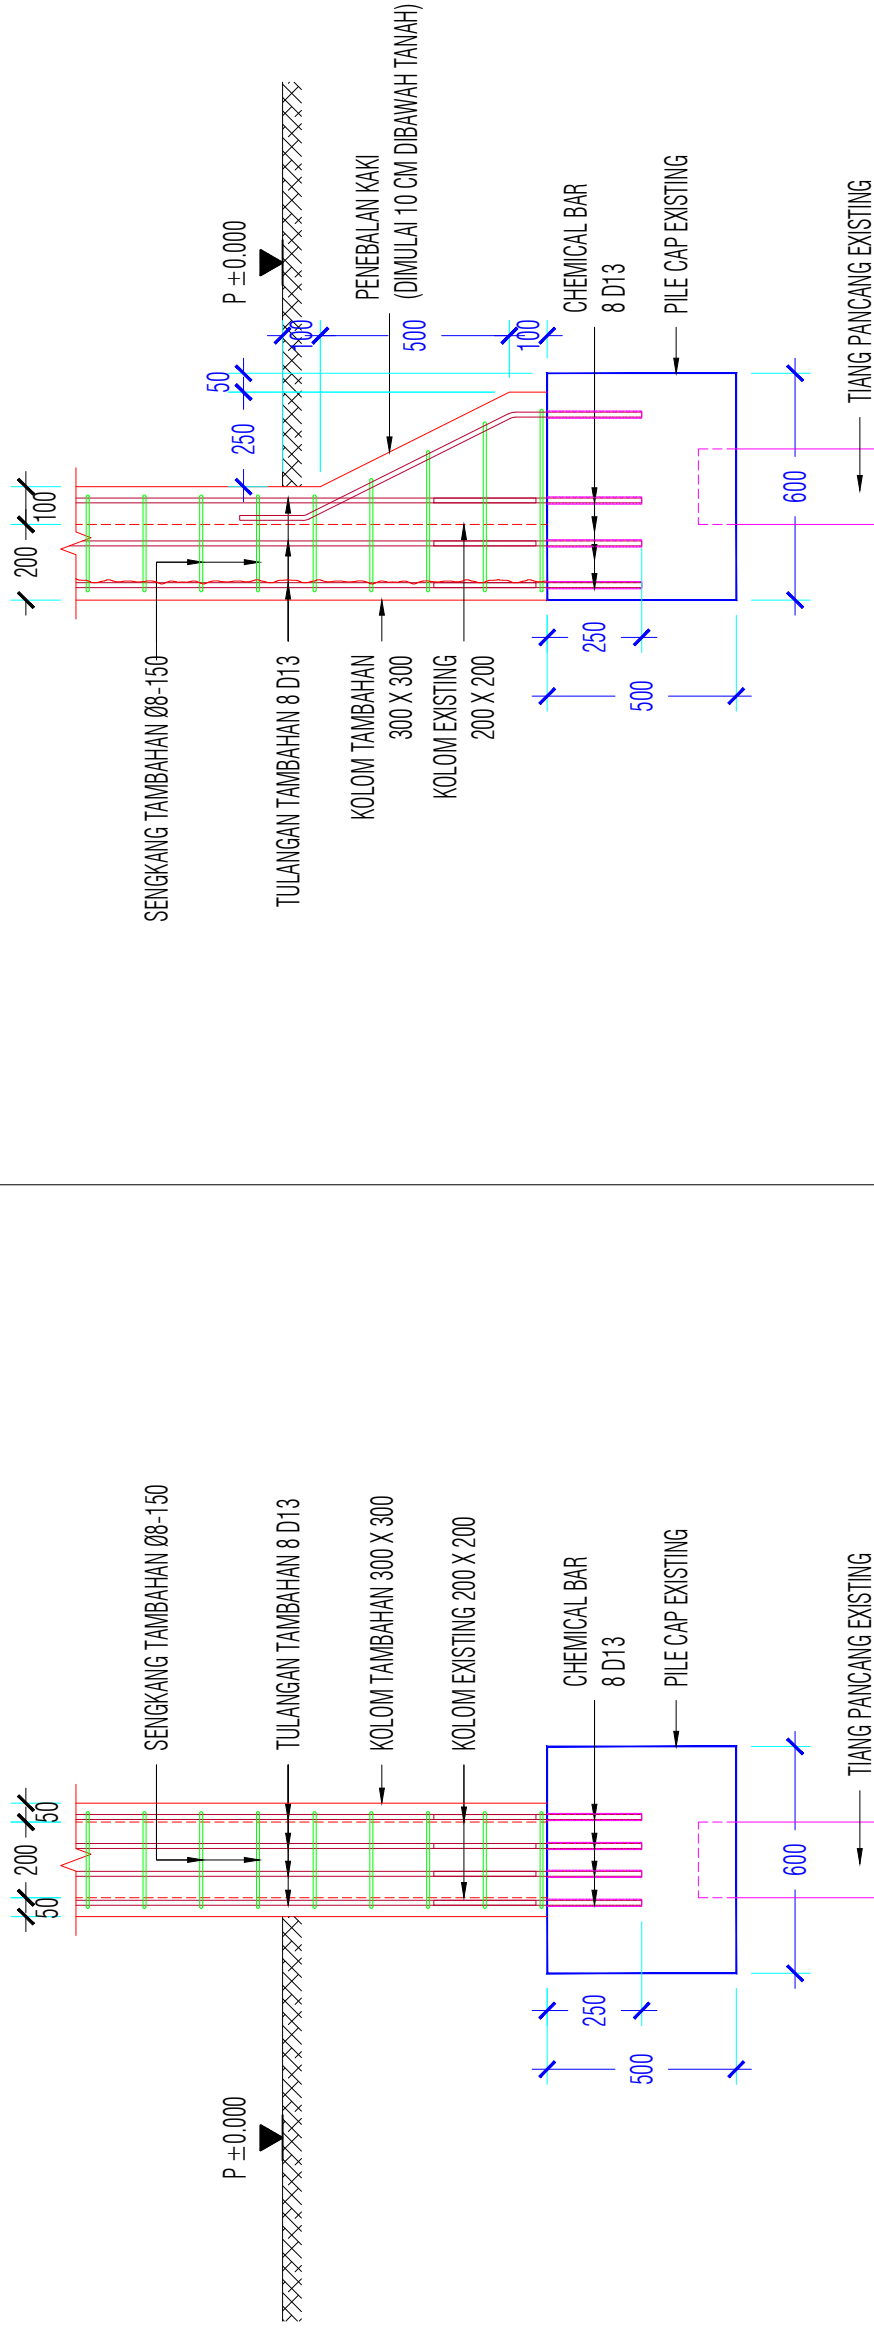 50
200
50
SENGKANG TAMBAHAN Ø8-150
P ±0.000
TULANGAN TAMBAHAN 8 D13
KOLOM TAMBAHAN 300 X 300
KOLOM EXISTING 200 X 200
CHEMICAL BAR
8 D13
250
500
PILE CAP EXISTING
600
TIANG PANCANG EXISTING
200
100
SENGKANG TAMBAHAN Ø8-150
50
250
P ±0.000
TULANGAN TAMBAHAN 8 D13
100
500
100
PENEBALAN KAKI
(DIMULAI 10 CM DIBAWAH TANAH)
KOLOM TAMBAHAN
300 X 300
KOLOM EXISTING
200 X 200
CHEMICAL BAR
8 D13
250
500
PILE CAP EXISTING
600
TIANG PANCANG EXISTING